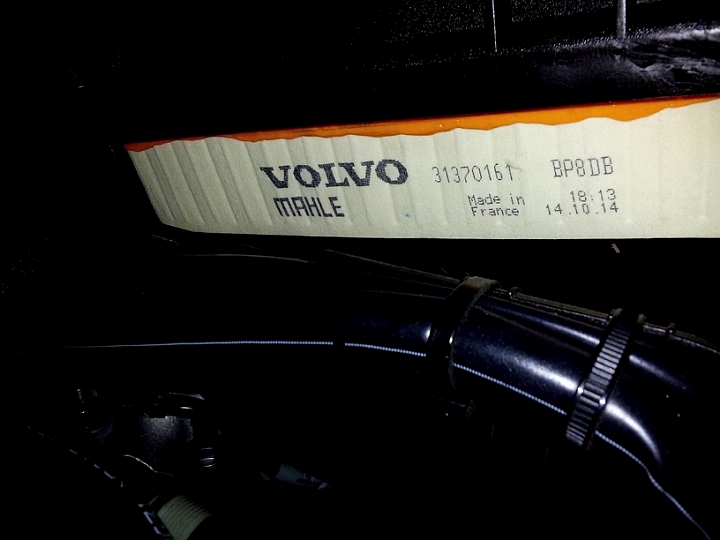 VOLVO 31370161 BP8DB
MAHLE Made in 18:13
France 14.10.14